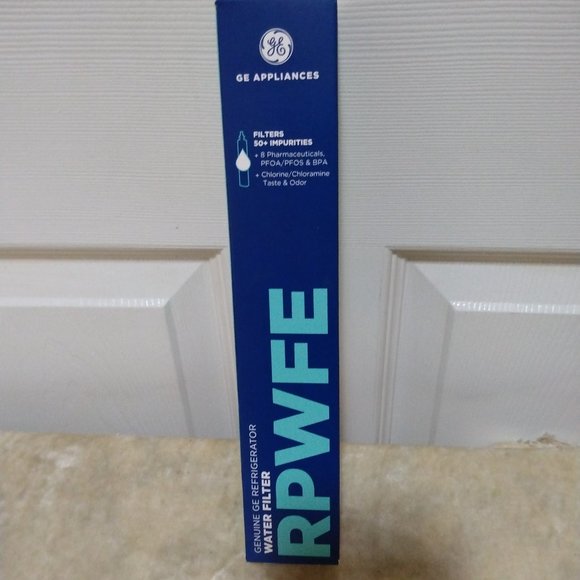 GE
GE APPLIANCES
FILTERS
50+ IMPURITIES
+ 8 Pharmaceuticals,
PFOA/PFOS & BPA
+ Chlorine/Chloramine
Taste & Odor
GENUINE GE REFRIGERATOR
WATER FILTER
RPWFE